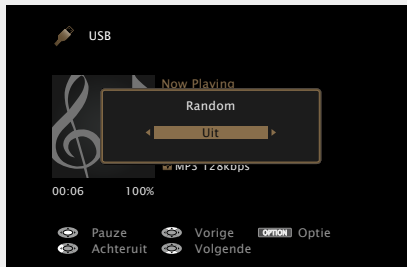 USB
Now Playing
Random
Uit
MP3 128kbps
00:06 100%
Pauze Vorige OPTION Optie
Achteruit Volgende